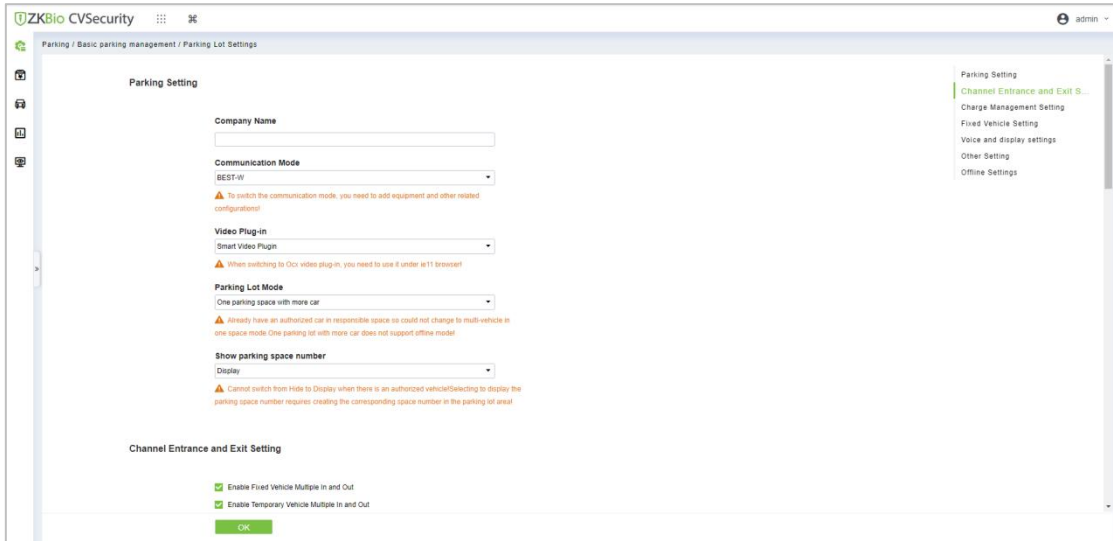 ZKBio CVSecurity
admin
Parking / Basic parking management / Parking Lot Settings
Parking Setting
Company Name
Communication Mode
BEST-W
To switch the communication mode, you need to add equipment and other related
configurations!
Video Plug-in
Smart Video Plugin
When switching to Ocx video plug-in, you need to use it under ie11 browser!
Parking Lot Mode
One parking space with more car
Already have an authorized car in responsible space so could not change to multi-vehicle in
one space mode.One parking lot with more car does not support offline mode!
Show parking space number
Display
Cannot switch from Hide to Display when there is an authorized vehicle!Selecting to display the
parking space number requires creating the corresponding space number in the parking lot area!
Channel Entrance and Exit Setting
Enable Fixed Vehicle Multiple In and Out
Enable Temporary Vehicle Multiple In and Out
OK
Parking Setting
Channel Entrance and Exit S...
Charge Management Setting
Fixed Vehicle Setting
Voice and display settings
Other Setting
Offline Settings